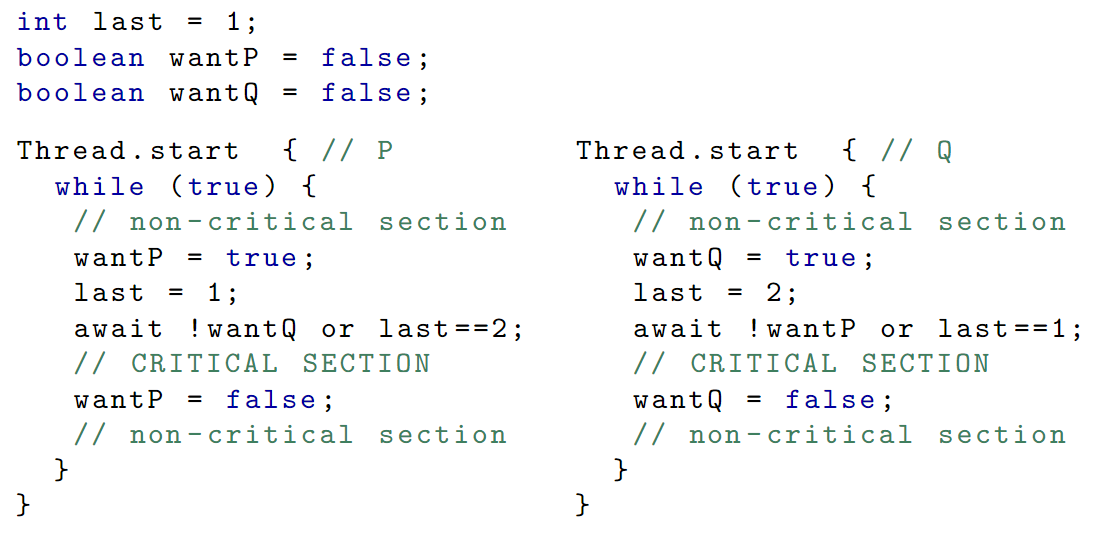 int last = 1;
boolean wantP = false;
boolean wantQ = false;
Thread.start { // P
while (true) {
// non-critical section
wantP = true;
last = 1;
await !wantQ or last==2;
// CRITICAL SECTION
wantP = false;
// non-critical section
}
}
Thread.start { // Q
while (true) {
// non-critical section
wantQ = true;
last = 2;
await !wantP or last==1;
// CRITICAL SECTION
wantQ = false;
// non-critical section
}
}